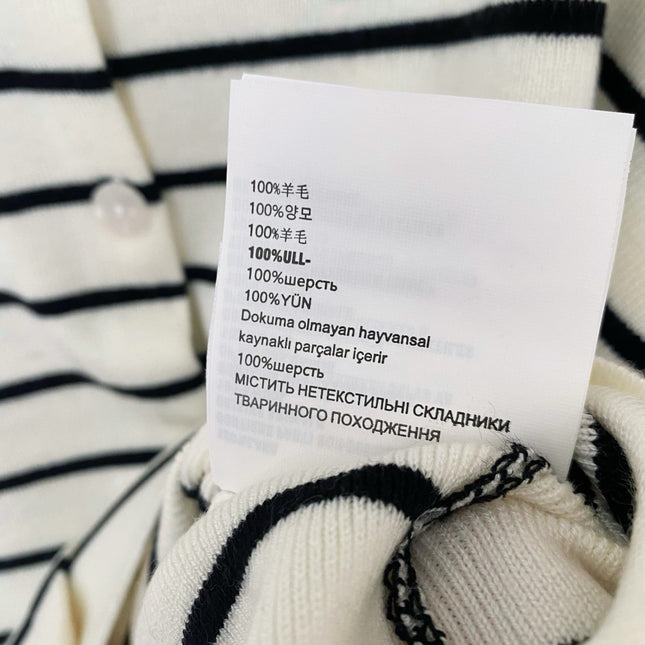 100%羊毛
100%양모
100%羊毛
100%ULL-
100%шерсть
100%YÜN
Dokuma olmayan hayvansal
kaynaklı parçalar içerir
100%шерсть
МІСТИТЬ НЕТЕКСТИЛЬНІ СКЛАДНИКИ
ТВАРИННОГО ПОХОДЖЕННЯ